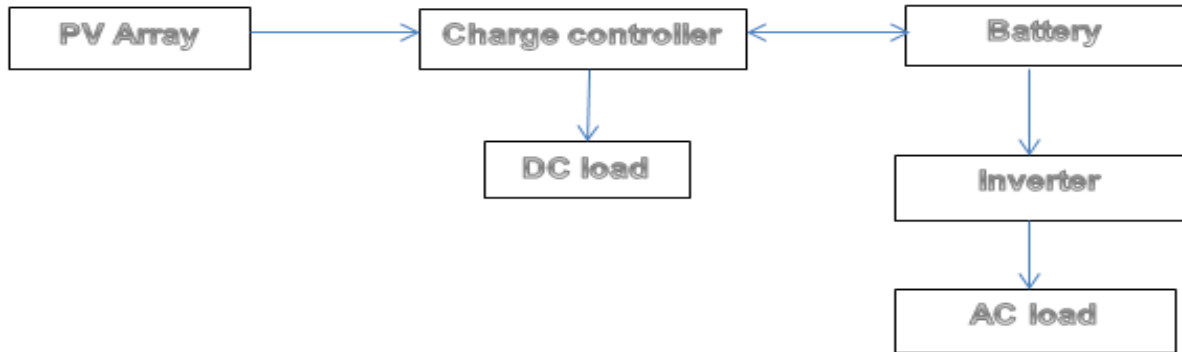 PV Array
Charge controller
Battery
DC load
Inverter
AC load